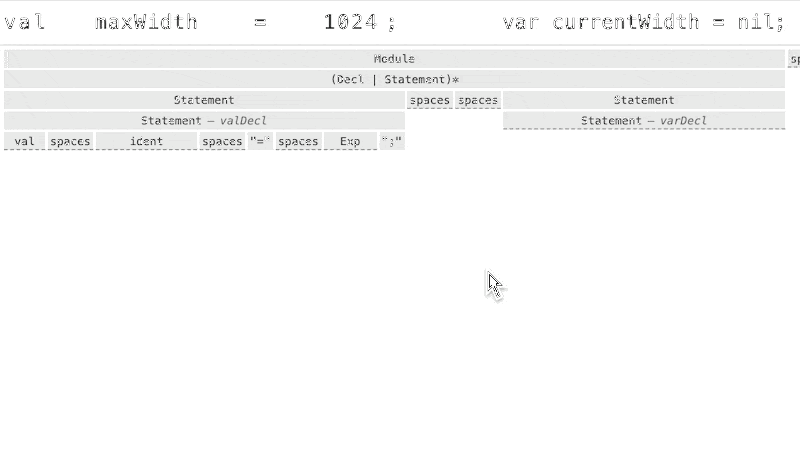 val maxWidth = 1024 ; var currentWidth = nil;
Module sp
(Decl | Statement)*
Statement spaces spaces Statement
Statement – valDecl Statement – varDecl
val spaces ident spaces "=" spaces Exp ";"